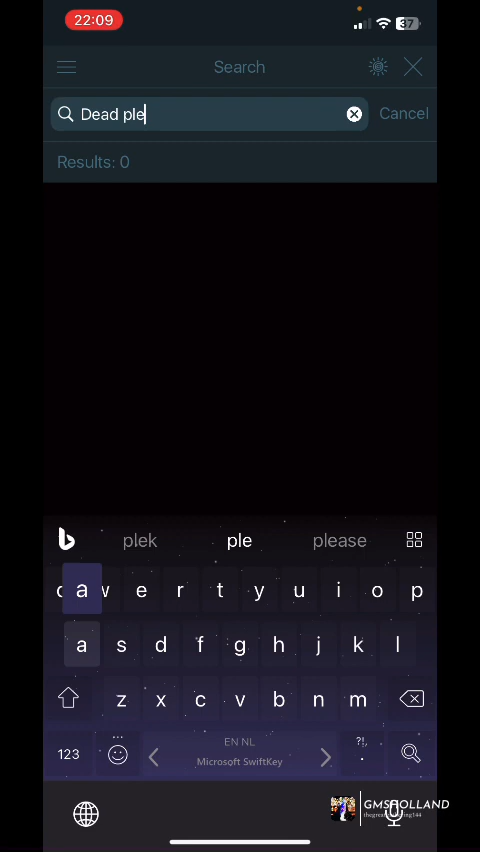 22:09
37
Search
Dead ple
Cancel
Results: 0
plek ple please
a w e r t y u i o p
a s d f g h j k l
z x c v b n m
123
EN NL
Microsoft SwiftKey
?!,
.
GMSHOLLAND